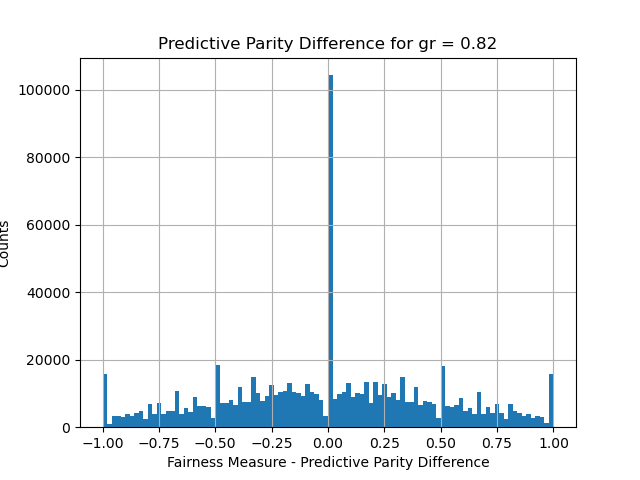 Predictive Parity Difference for gr = 0.82
100000
80000
60000
40000
20000
0
Counts
−1.00 −0.75 −0.50 −0.25 0.00 0.25 0.50 0.75 1.00
Fairness Measure - Predictive Parity Difference